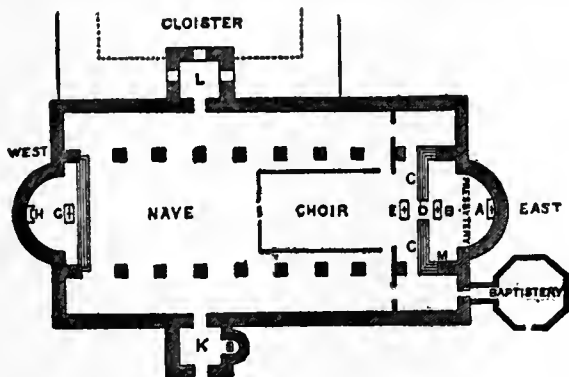 CLOISTER
L
WEST
C
H G
NAVE
CHOIR
E D B A
PRESBYTERY
EAST
C
M
BAPTISTERY
K